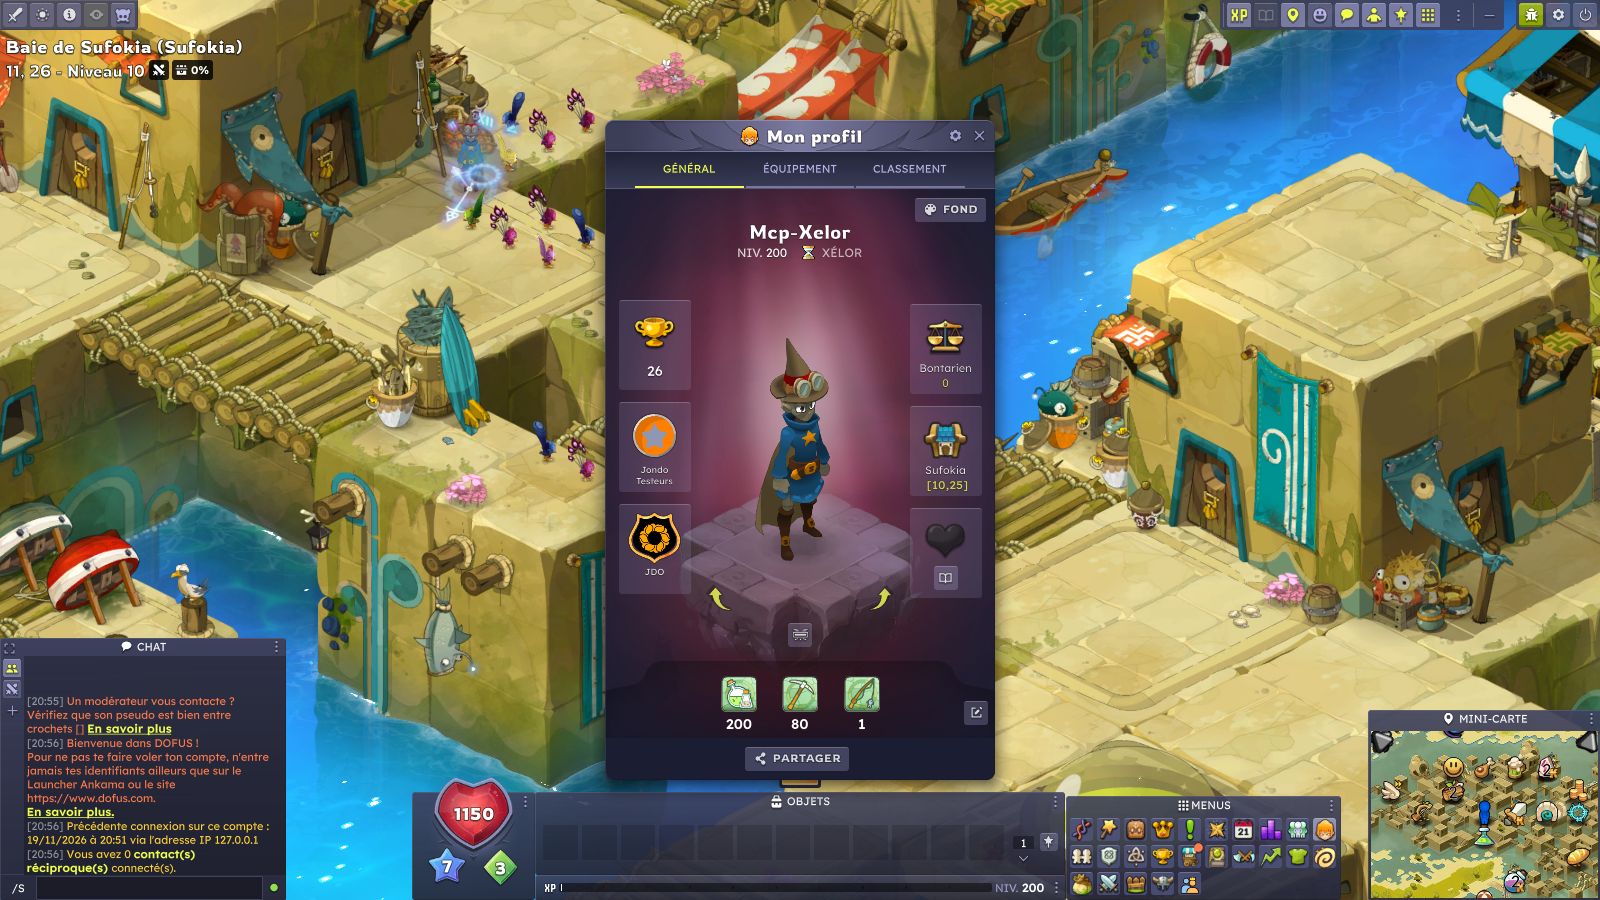 Baie de Sufokia (Sufokia)
11, 26 - Niveau 10 0%
XP
Mon profil
GÉNÉRAL ÉQUIPEMENT CLASSEMENT
FOND
Mcp-Xelor
NIV. 200 XÉLOR
26
Bontarien
0
Jondo
Testeurs
Sufokia
[10,25]
JDO
200 80 1
PARTAGER
CHAT
[20:55] Un modérateur vous contacte ?
Vérifiez que son pseudo est bien entre
crochets [] En savoir plus
[20:56] Bienvenue dans DOFUS !
Pour ne pas te faire voler ton compte, n'entre
jamais tes identifiants ailleurs que sur le
Launcher Ankama ou le site
https://www.dofus.com.
En savoir plus.
[20:56] Précédente connexion sur ce compte :
19/11/2026 à 20:51 via l'adresse IP 127.0.0.1
[20:56] Vous avez 0 contact(s)
réciproque(s) connecté(s).
/S
1150
7
3
OBJETS
1
XP NIV. 200
MENUS
21
MINI-CARTE
2
2